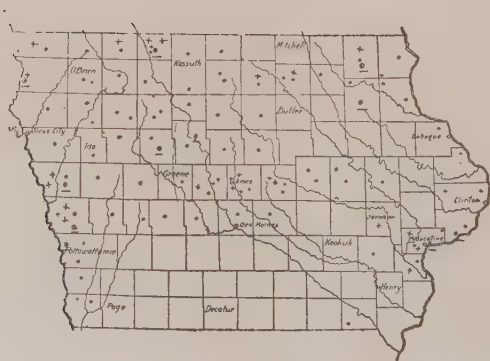 Mitchell
Kossuth
O'Brien
Butler
Sioux City
Dubuque
Ida
Greene
Ames
Clinton
Johnson
Des Moines
Muscatine
Keokuk
Pottawattamie
Henry
Page
Decatur